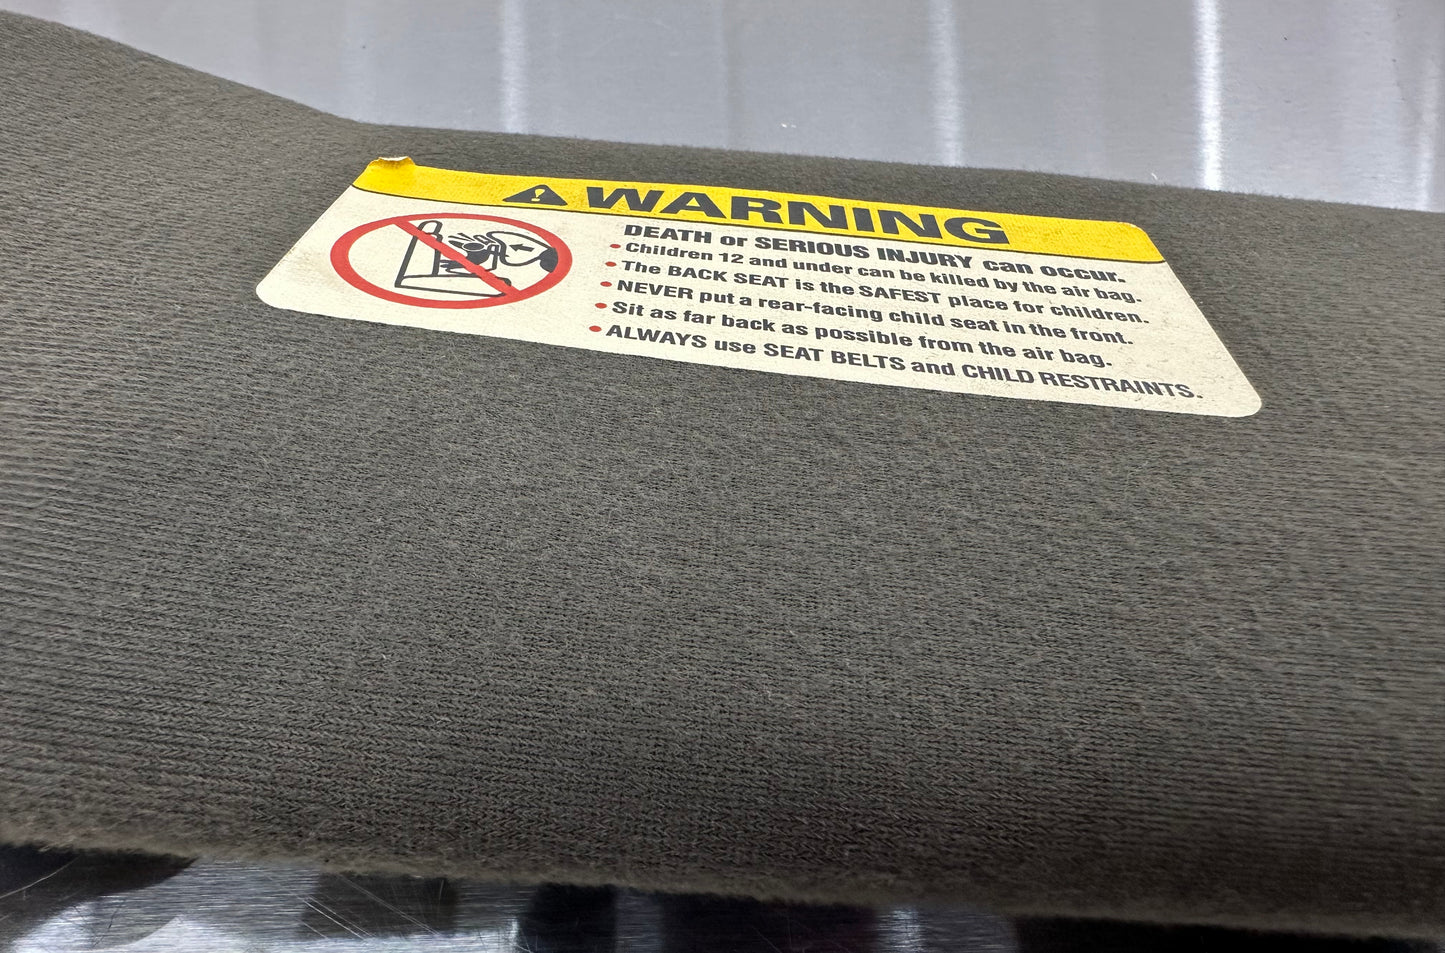 WARNING
DEATH or SERIOUS INJURY can occur.
• Children 12 and under can be killed by the air bag.
• The BACK SEAT is the SAFEST place for children.
• NEVER put a rear-facing child seat in the front.
• Sit as far back as possible from the air bag.
• ALWAYS use SEAT BELTS and CHILD RESTRAINTS.